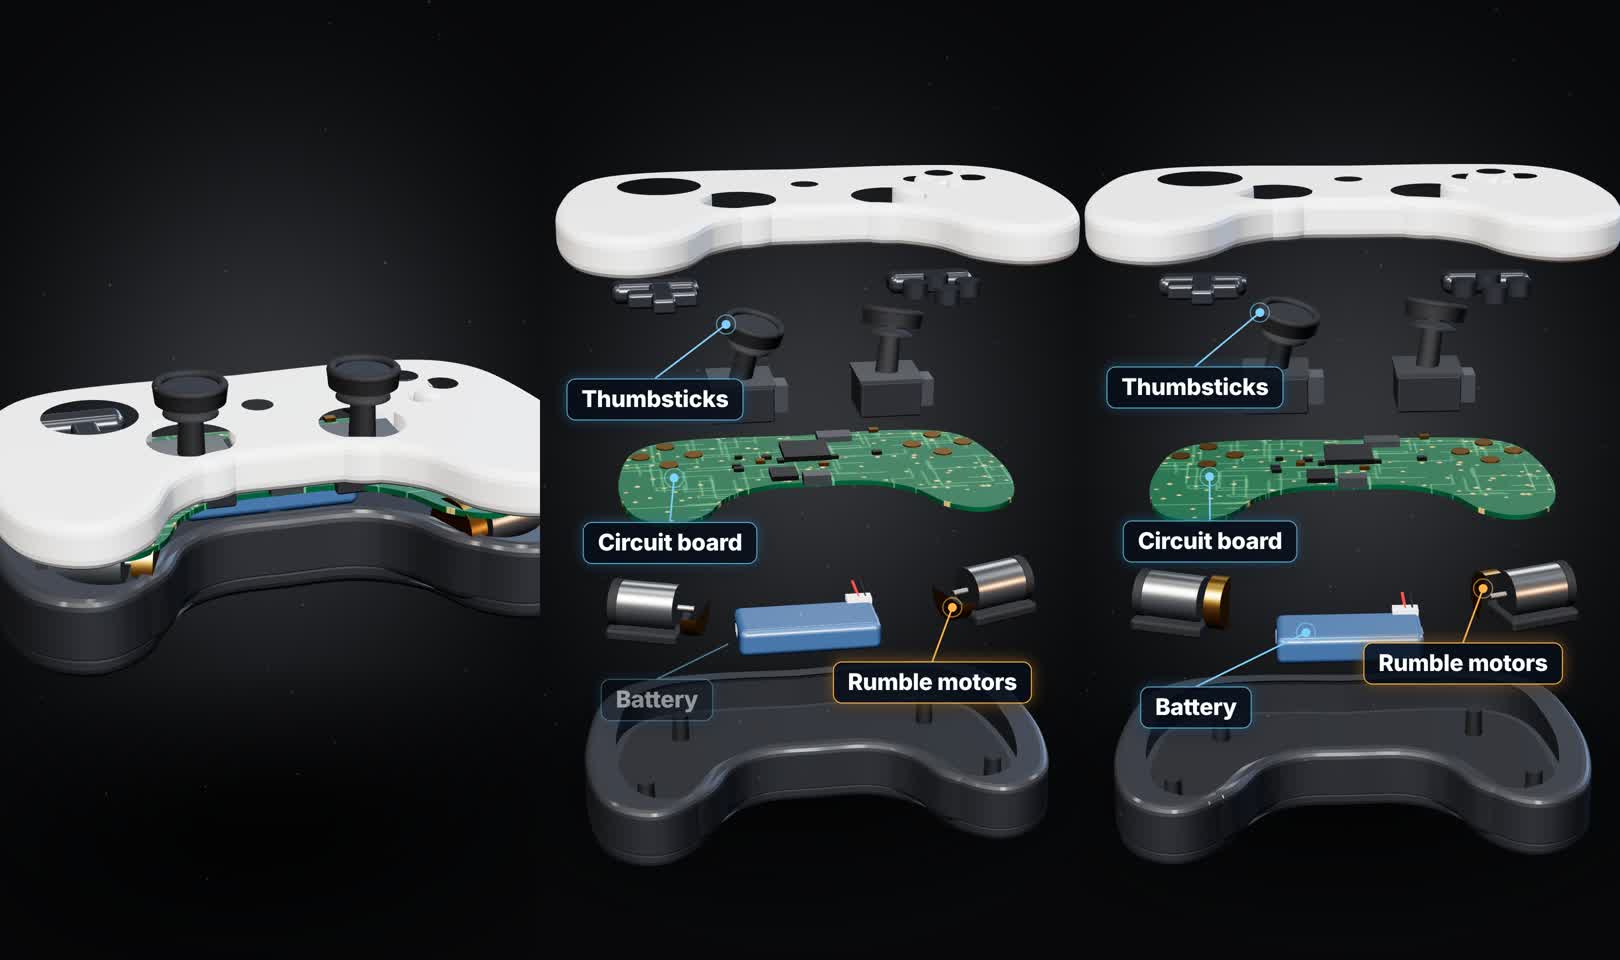 Thumbsticks
Circuit board
Battery
Rumble motors
Thumbsticks
Circuit board
Rumble motors
Battery